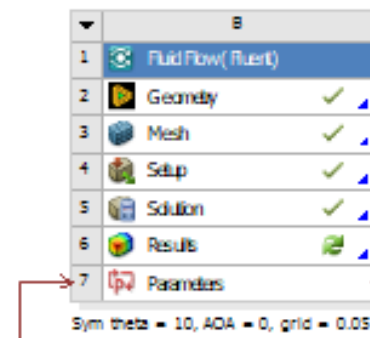 B
1 Fluid Flow (Fluent)
2 Geometry
3 Mesh
4 Setup
5 Solution
6 Results
7 Parameters
Sym theta = 10, AOA = 0, grid = 0.05